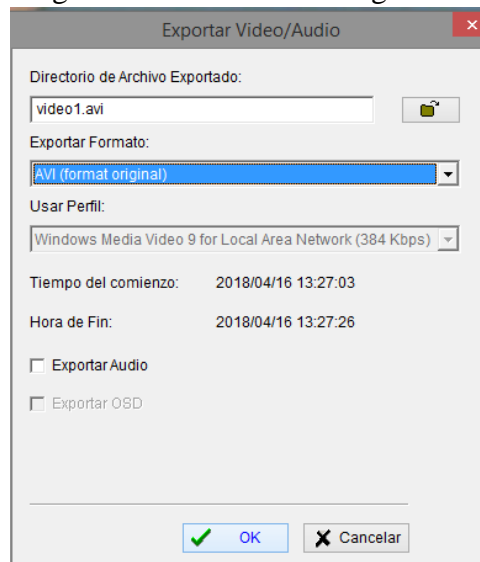 Exportar Video/Audio
Directorio de Archivo Exportado:
video1.avi
Exportar Formato:
AVI (format original)
Usar Perfil:
Windows Media Video 9 for Local Area Network (384 Kbps)
Tiempo del comienzo: 2018/04/16 13:27:03
Hora de Fin: 2018/04/16 13:27:26
Exportar Audio
Exportar OSD
OK Cancelar